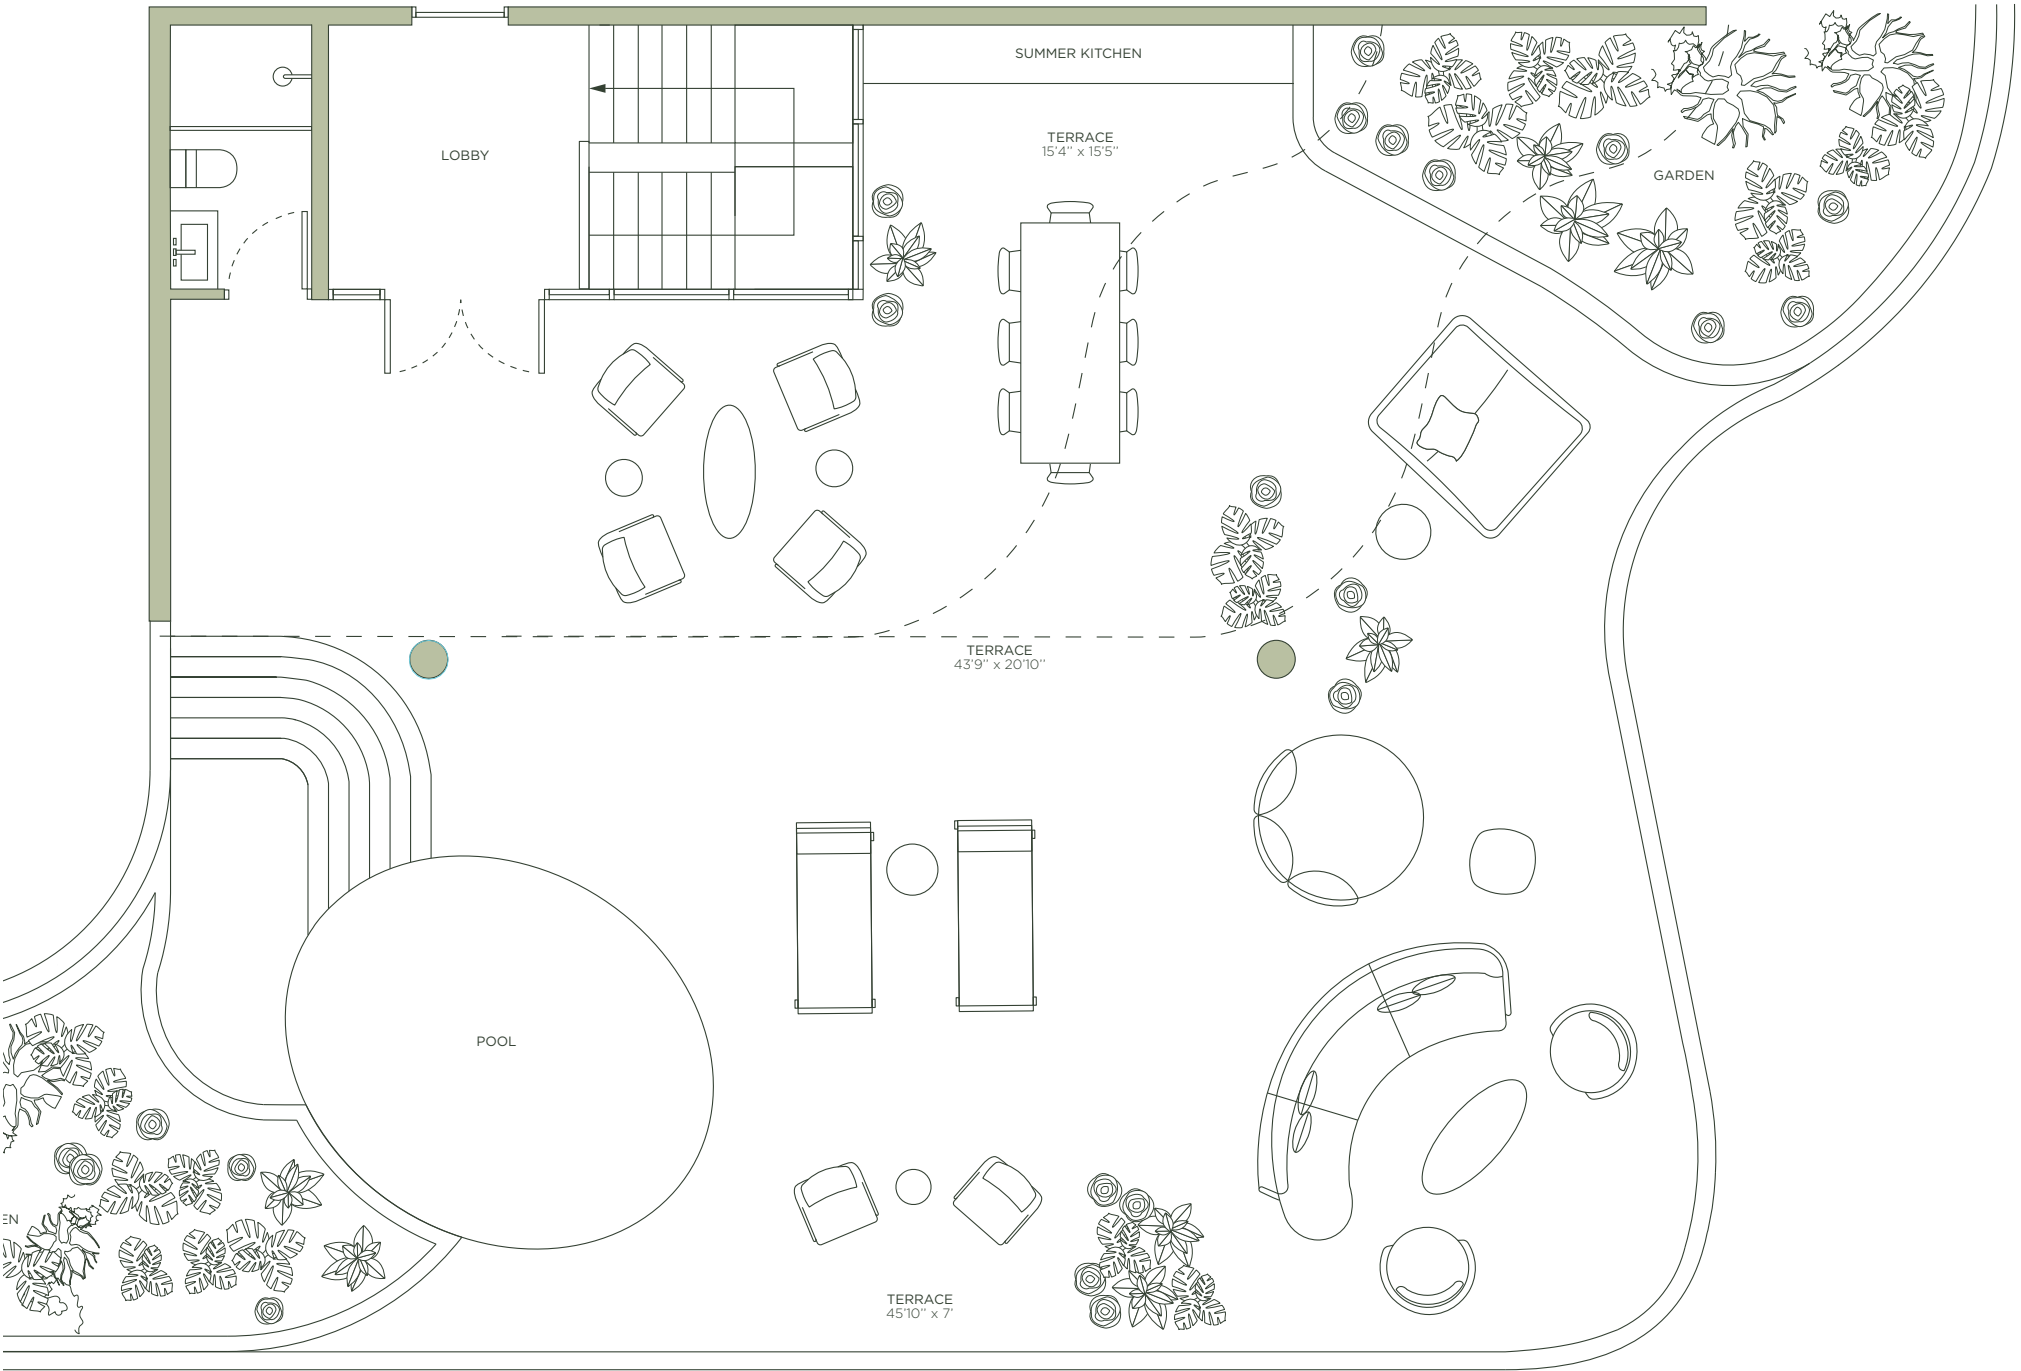 SUMMER KITCHEN
TERRACE
15'4" x 15'5"
LOBBY
GARDEN
TERRACE
43'9" x 20'10"
POOL
EN
TERRACE
45'10" x 7'